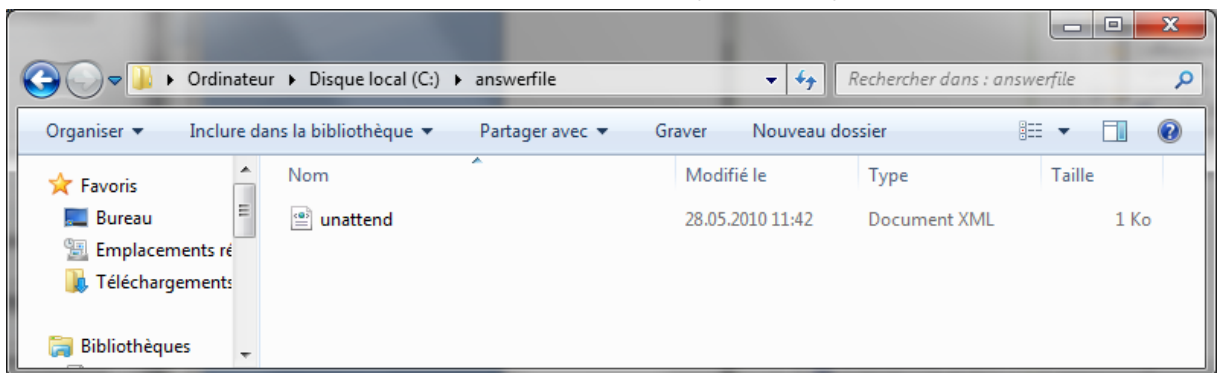 Ordinateur ▸ Disque local (C:) ▸ answerfile
Rechercher dans : answerfile
Organiser Inclure dans la bibliothèque Partager avec Graver Nouveau dossier
Nom Modifié le Type Taille
Favoris
Bureau
Emplacements ré
Téléchargements
Bibliothèques
unattend 28.05.2010 11:42 Document XML 1 Ko